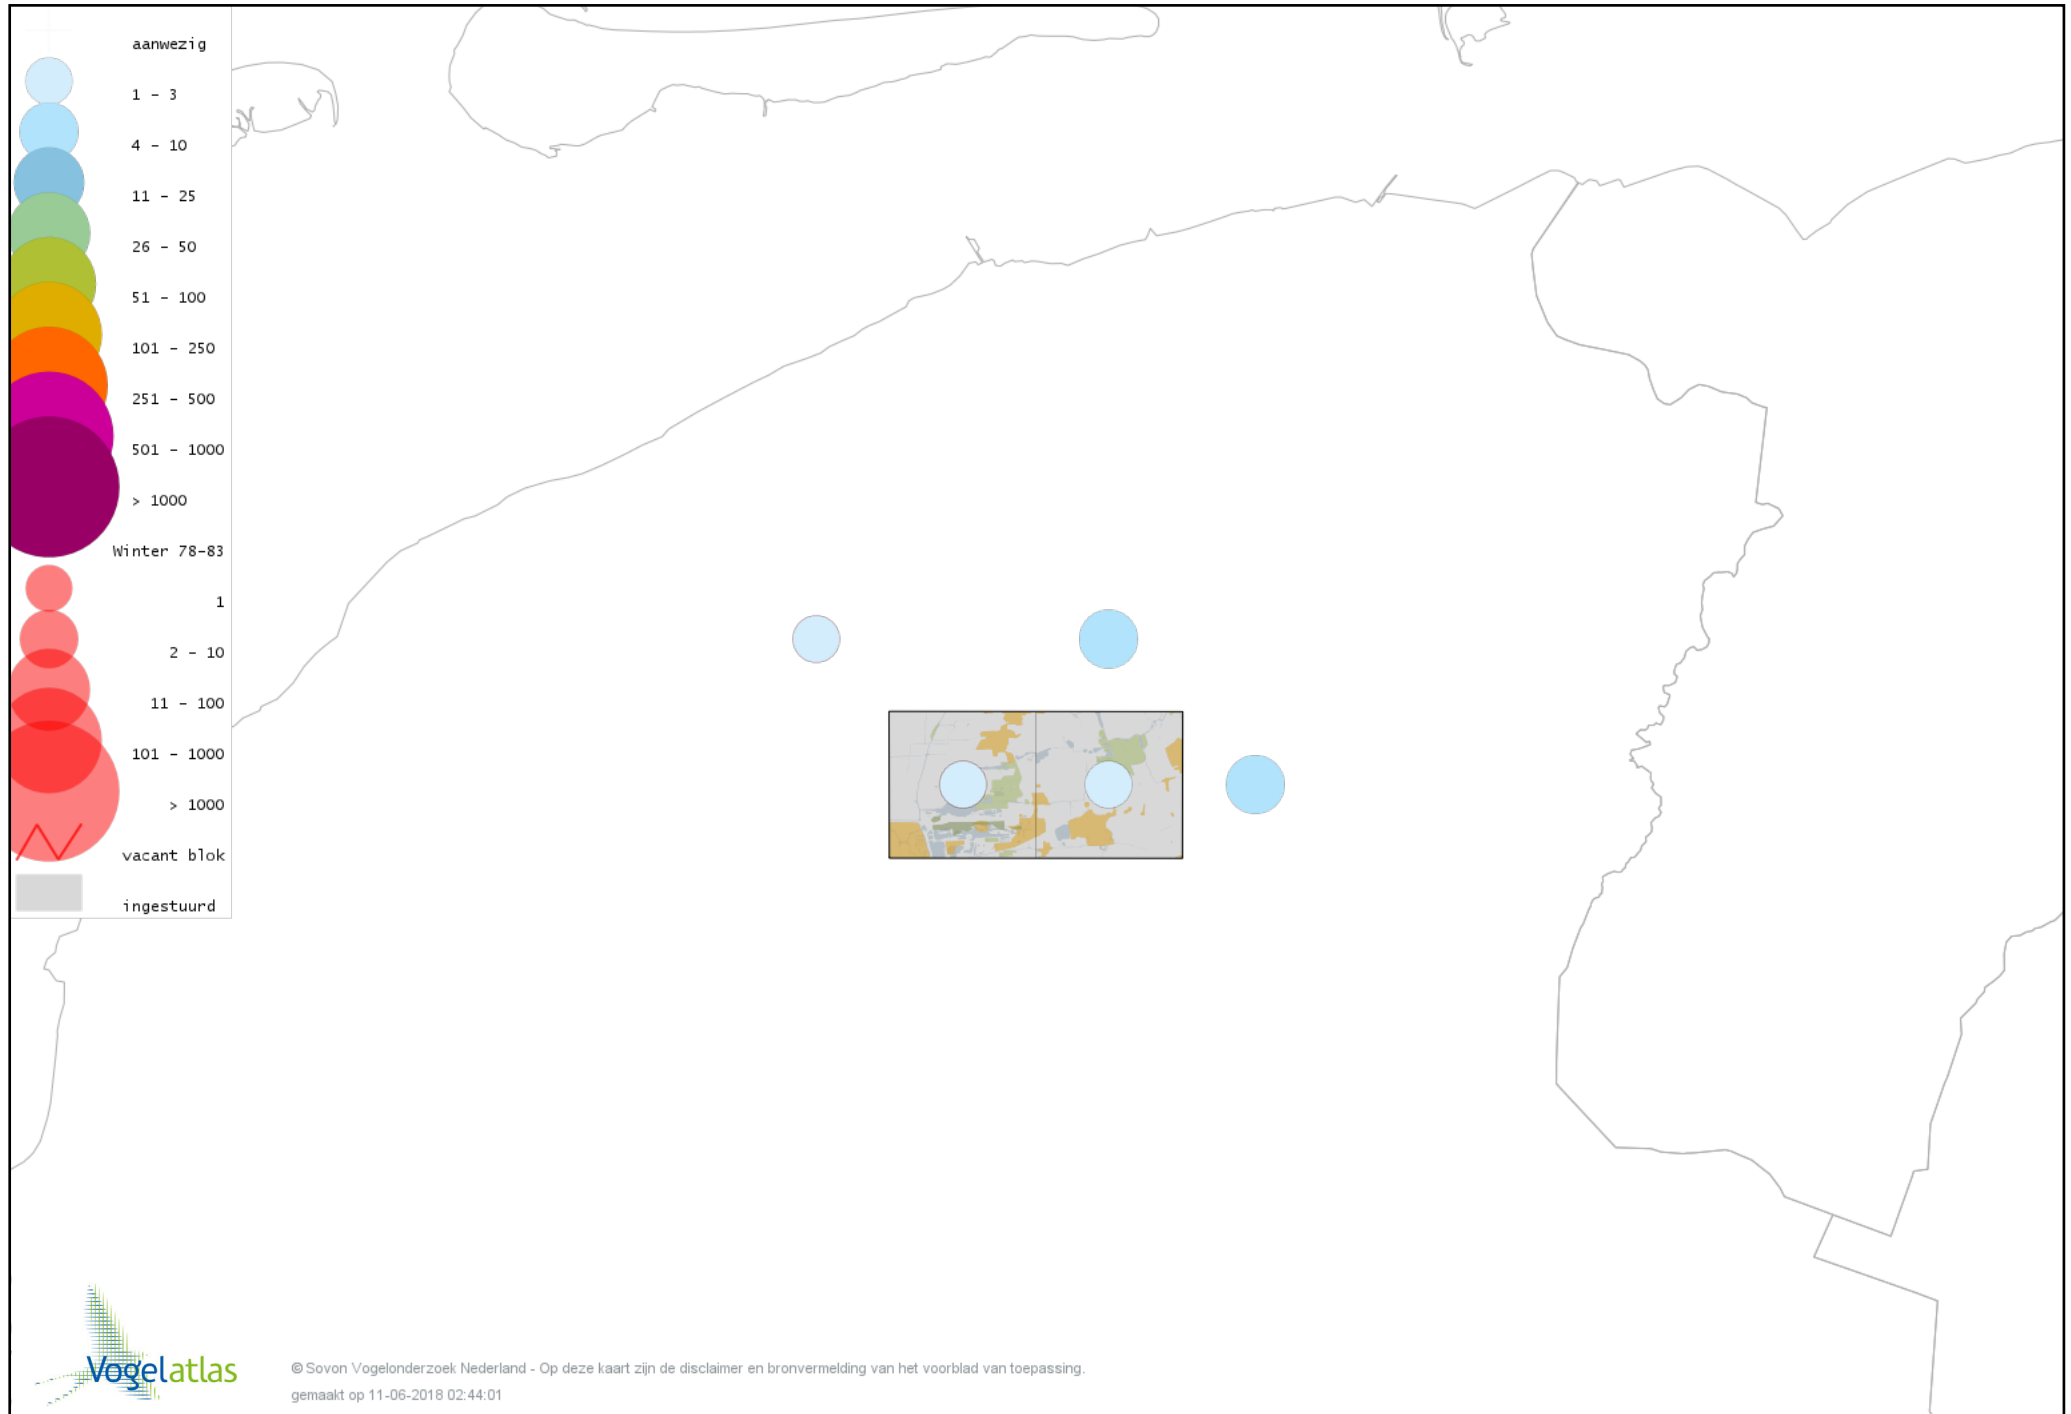 aanwezig
1 - 3
4 - 10
11 - 25
26 - 50
51 - 100
101 - 250
251 - 500
501 - 1000
> 1000
Winter 78-83
1
2 - 10
11 - 100
101 - 1000
> 1000
vacant blok
ingestuurd
Vogelatlas
© Sovon Vogelonderzoek Nederland - Op deze kaart zijn de disclaimer en bronvermelding van het voorblad van toepassing.
gemaakt op 11-06-2018 02:44:01